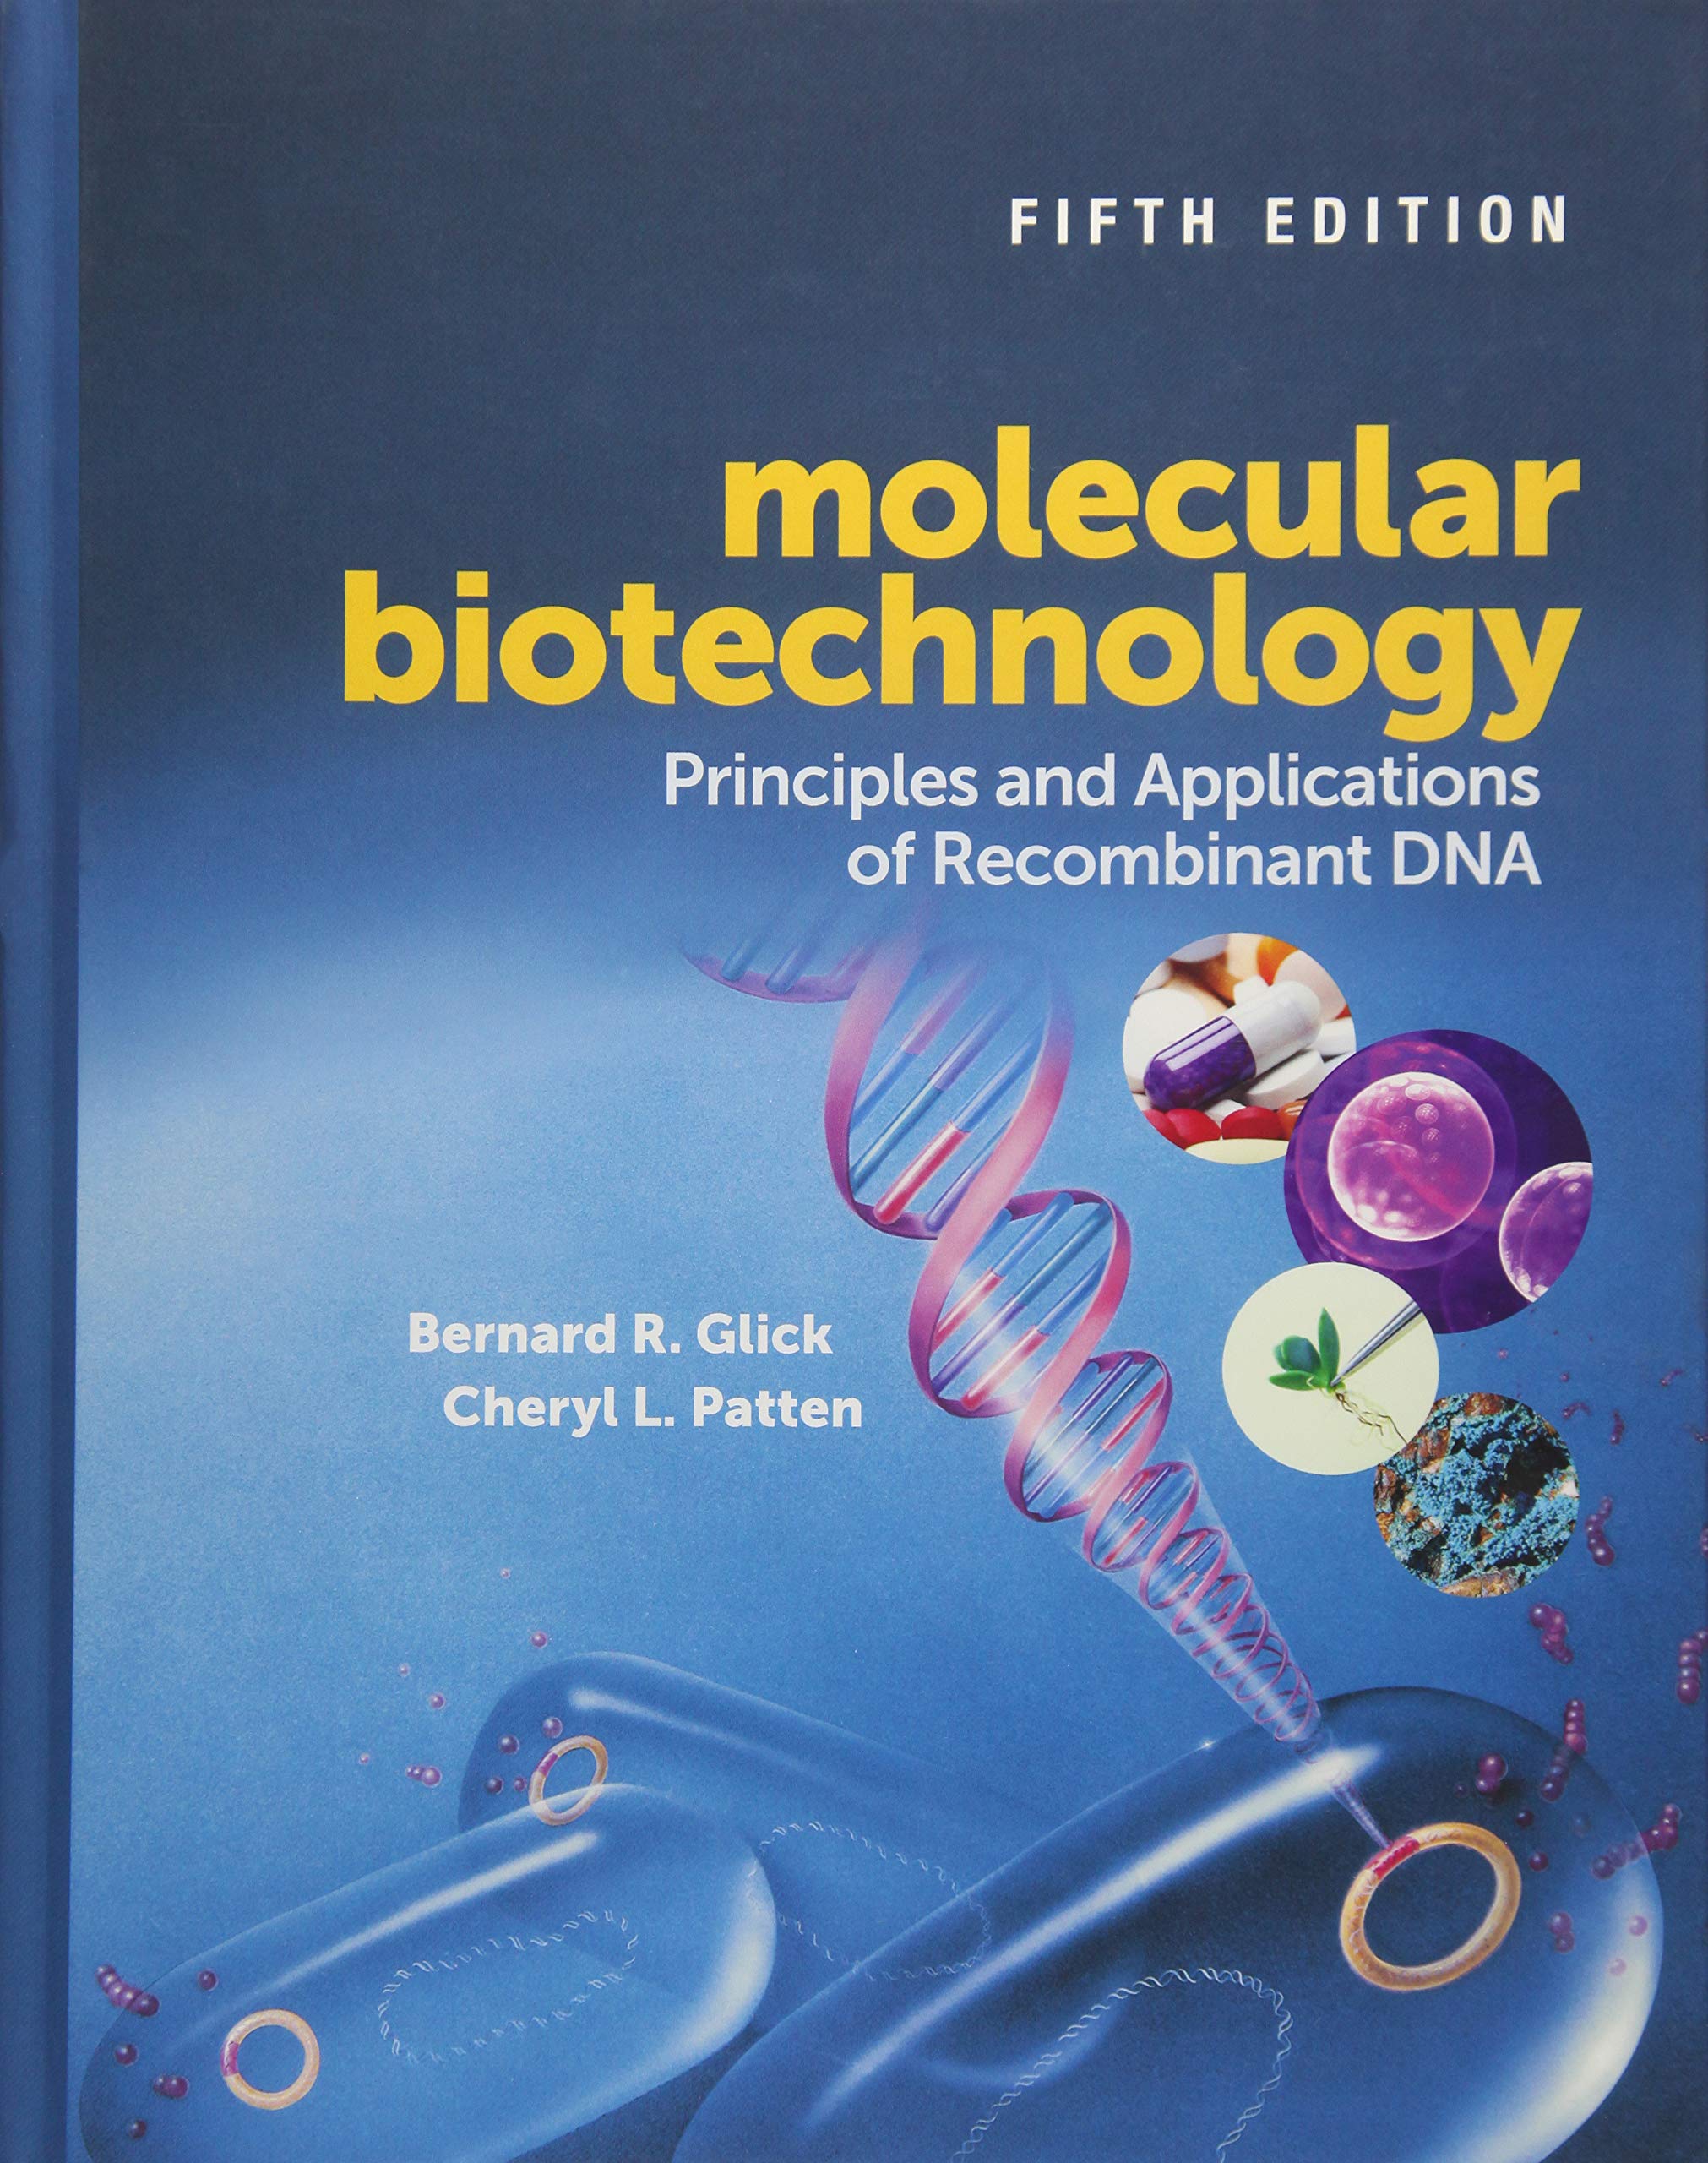 FIFTH EDITION
molecular
biotechnology
Principles and Applications
of Recombinant DNA
Bernard R. Glick
Cheryl L. Patten